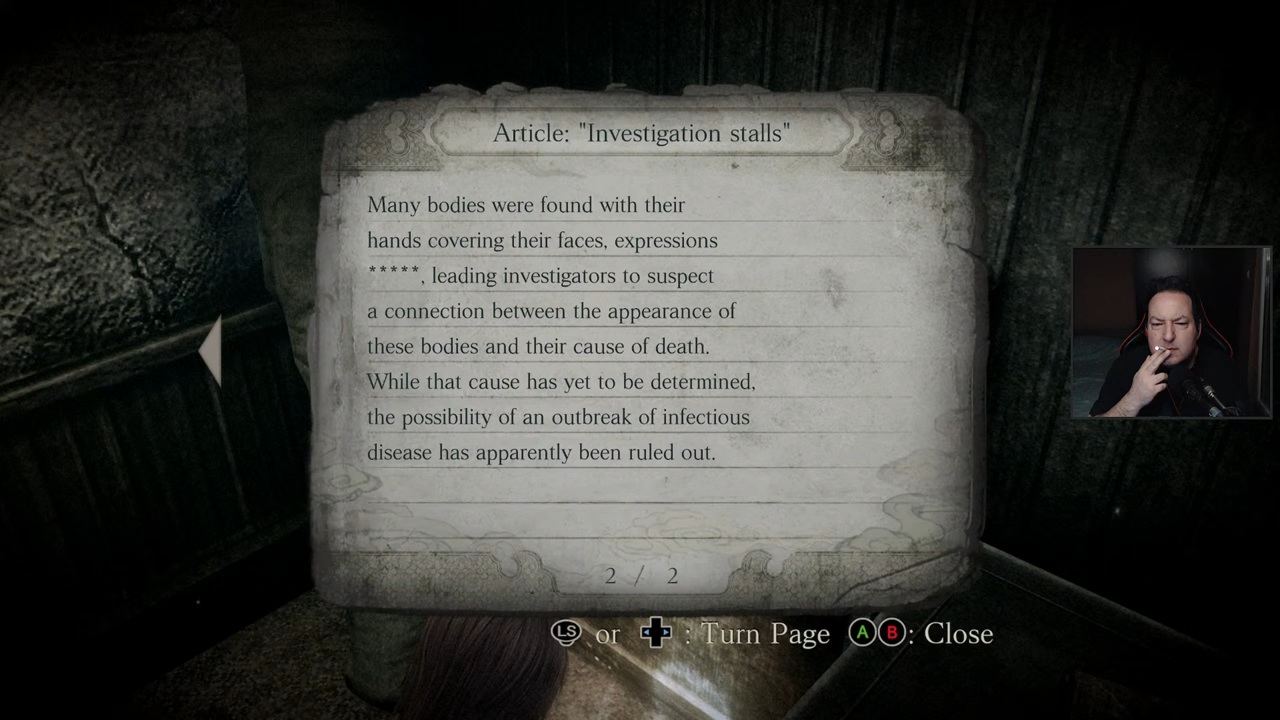 Article: "Investigation stalls"
Many bodies were found with their
hands covering their faces, expressions
*****, leading investigators to suspect
a connection between the appearance of
these bodies and their cause of death.
While that cause has yet to be determined,
the possibility of an outbreak of infectious
disease has apparently been ruled out.
2 / 2
LS or : Turn Page A B : Close